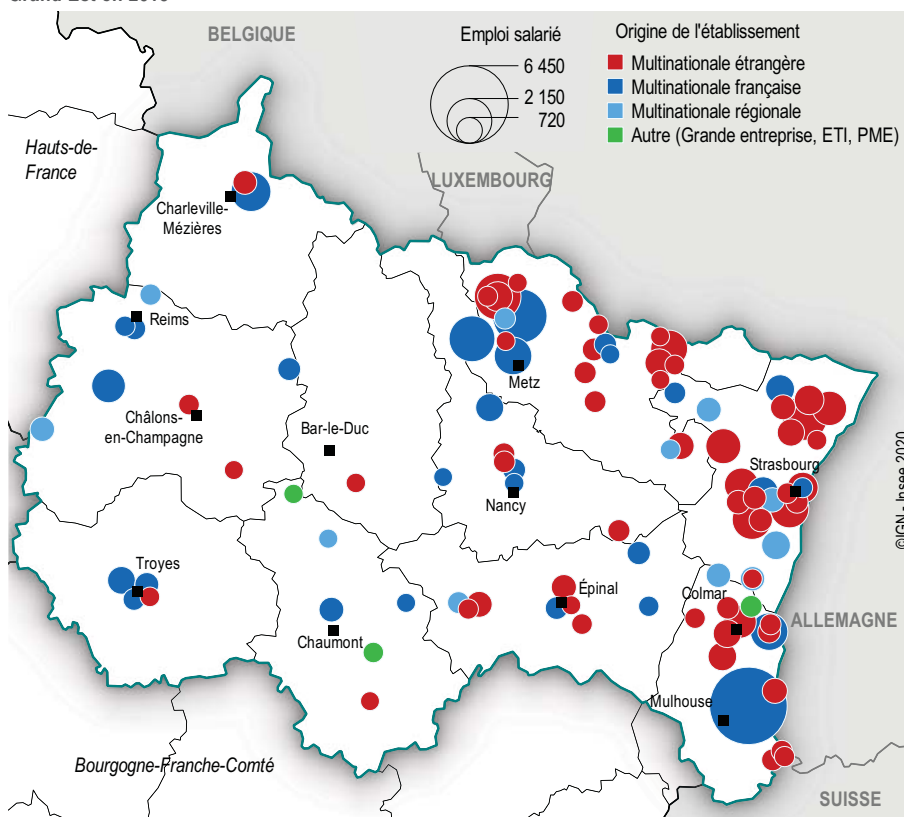 BELGIQUE
Emploi salarié
6 450
2 150
720
Origine de l'établissement
Multinationale étrangère
Multinationale française
Multinationale régionale
Autre (Grande entreprise, ETI, PME)
Hauts-de-
France
LUXEMBOURG
Charleville-
Mézières
Reims
Metz
Châlons-
en-Champagne
Bar-le-Duc
Strasbourg
Nancy
©IGN - Insee 2020
Troyes
Épinal
Colmar
ALLEMAGNE
Chaumont
Mulhouse
Bourgogne-Franche-Comté
SUISSE